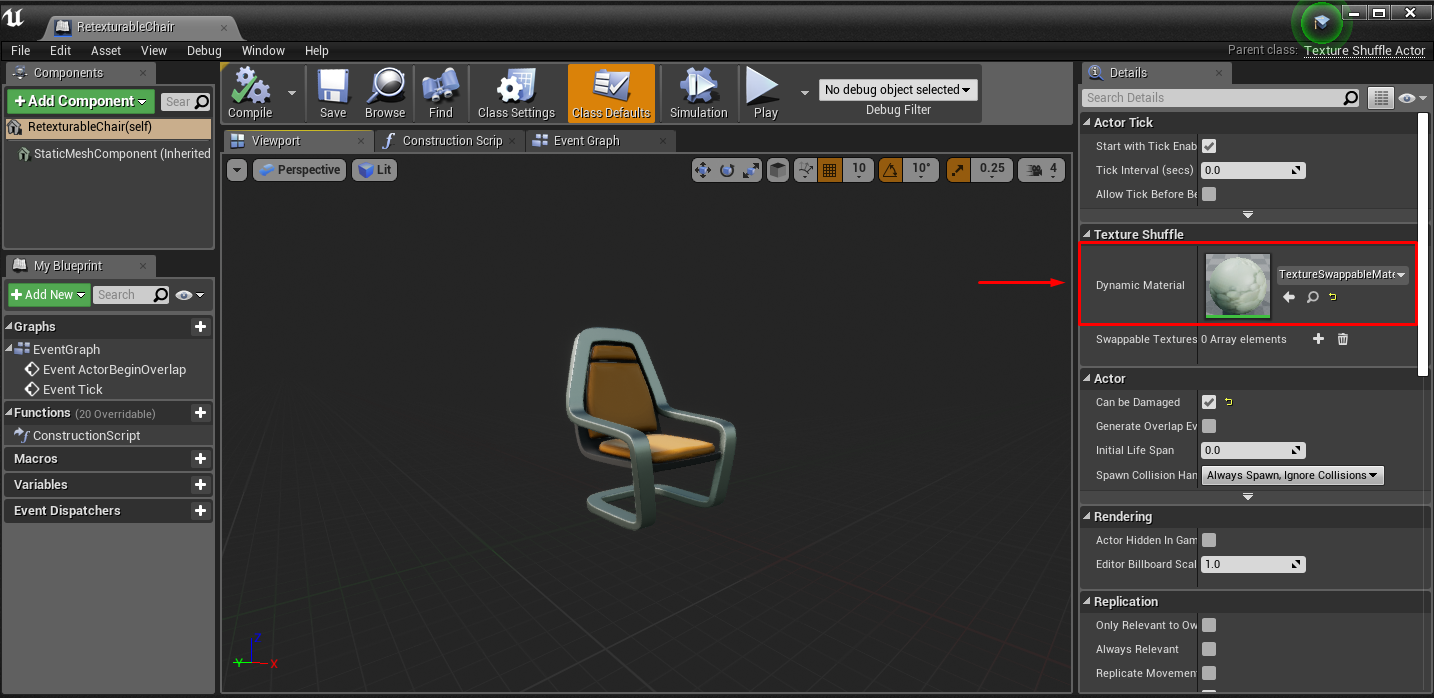 RetexturableChair
File Edit Asset View Debug Window Help
Parent class: Texture Shuffle Actor
Components
+ Add Component
Sear
RetexturableChair(self)
StaticMeshComponent (Inherited
My Blueprint
+ Add New
Search
Graphs
EventGraph
Event ActorBeginOverlap
Event Tick
Functions (20 Overridable)
ConstructionScript
Macros
Variables
Event Dispatchers
Compile
Save
Browse
Find
Class Settings
Class Defaults
Simulation
Play
No debug object selected
Debug Filter
Viewport
Construction Scrip
Event Graph
Perspective
Lit
10
10°
0.25
4
Z
Y
X
Details
Search Details
Actor Tick
Start with Tick Enab
Tick Interval (secs) 0.0
Allow Tick Before Be
Texture Shuffle
Dynamic Material
TextureSwappableMate
Swappable Textures 0 Array elements
Actor
Can be Damaged
Generate Overlap Ev
Initial Life Span 0.0
Spawn Collision Han Always Spawn, Ignore Collisions
Rendering
Actor Hidden In Gam
Editor Billboard Scal 1.0
Replication
Only Relevant to Ow
Always Relevant
Replicate Movemen